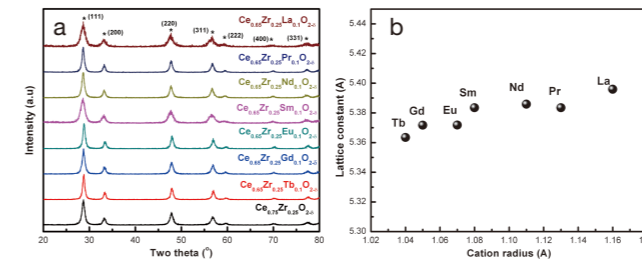 a
*(111)
*(200)
(220)
*
(311)
*
*(222)
(400)*
(331)
*
Ce0.65Zr0.25La0.1O2-δ
Ce0.65Zr0.25Pr0.1O2-δ
Ce0.65Zr0.25Nd0.1O2-δ
Ce0.65Zr0.25Sm0.1O2-δ
Ce0.65Zr0.25Eu0.1O2-δ
Ce0.65Zr0.25Gd0.1O2-δ
Ce0.65Zr0.25Tb0.1O2-δ
Ce0.75Zr0.25O2-δ
Intensity (a.u)
20 30 40 50 60 70 80
Two theta (°)
b
5.44
5.42
5.40
5.38
5.36
5.34
5.32
5.30
Lattice constant (A)
Tb
Gd
Eu
Sm
Nd
Pr
La
1.02 1.04 1.06 1.08 1.10 1.12 1.14 1.16 1.18
Cation radius (A)